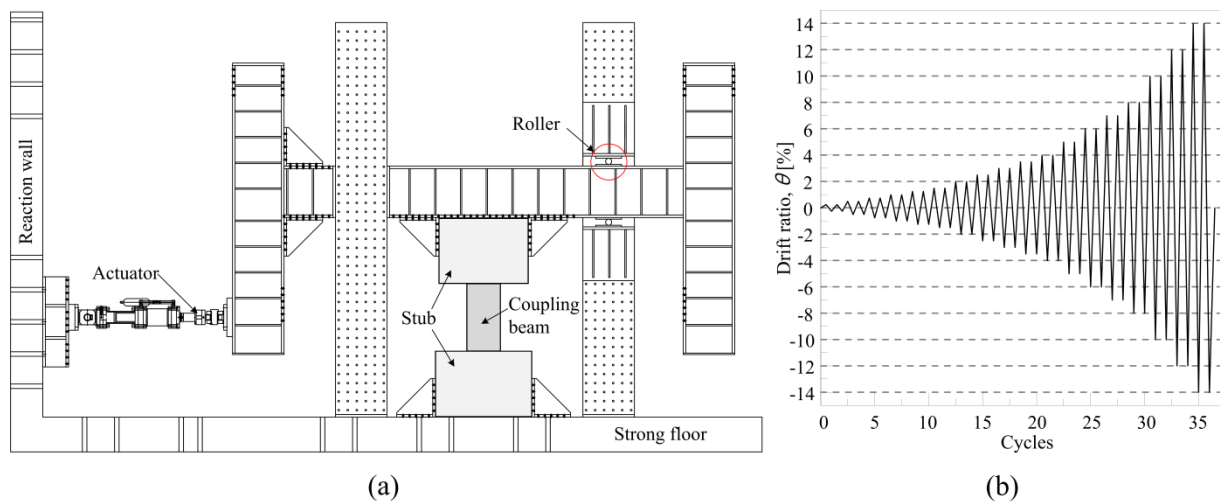 Reaction wall
Actuator
Roller
Stub
Coupling
beam
Strong floor
(a)
Drift ratio, θ [%]
14
12
10
8
6
4
2
0
-2
-4
-6
-8
-10
-12
-14
0 5 10 15 20 25 30 35
Cycles
(b)